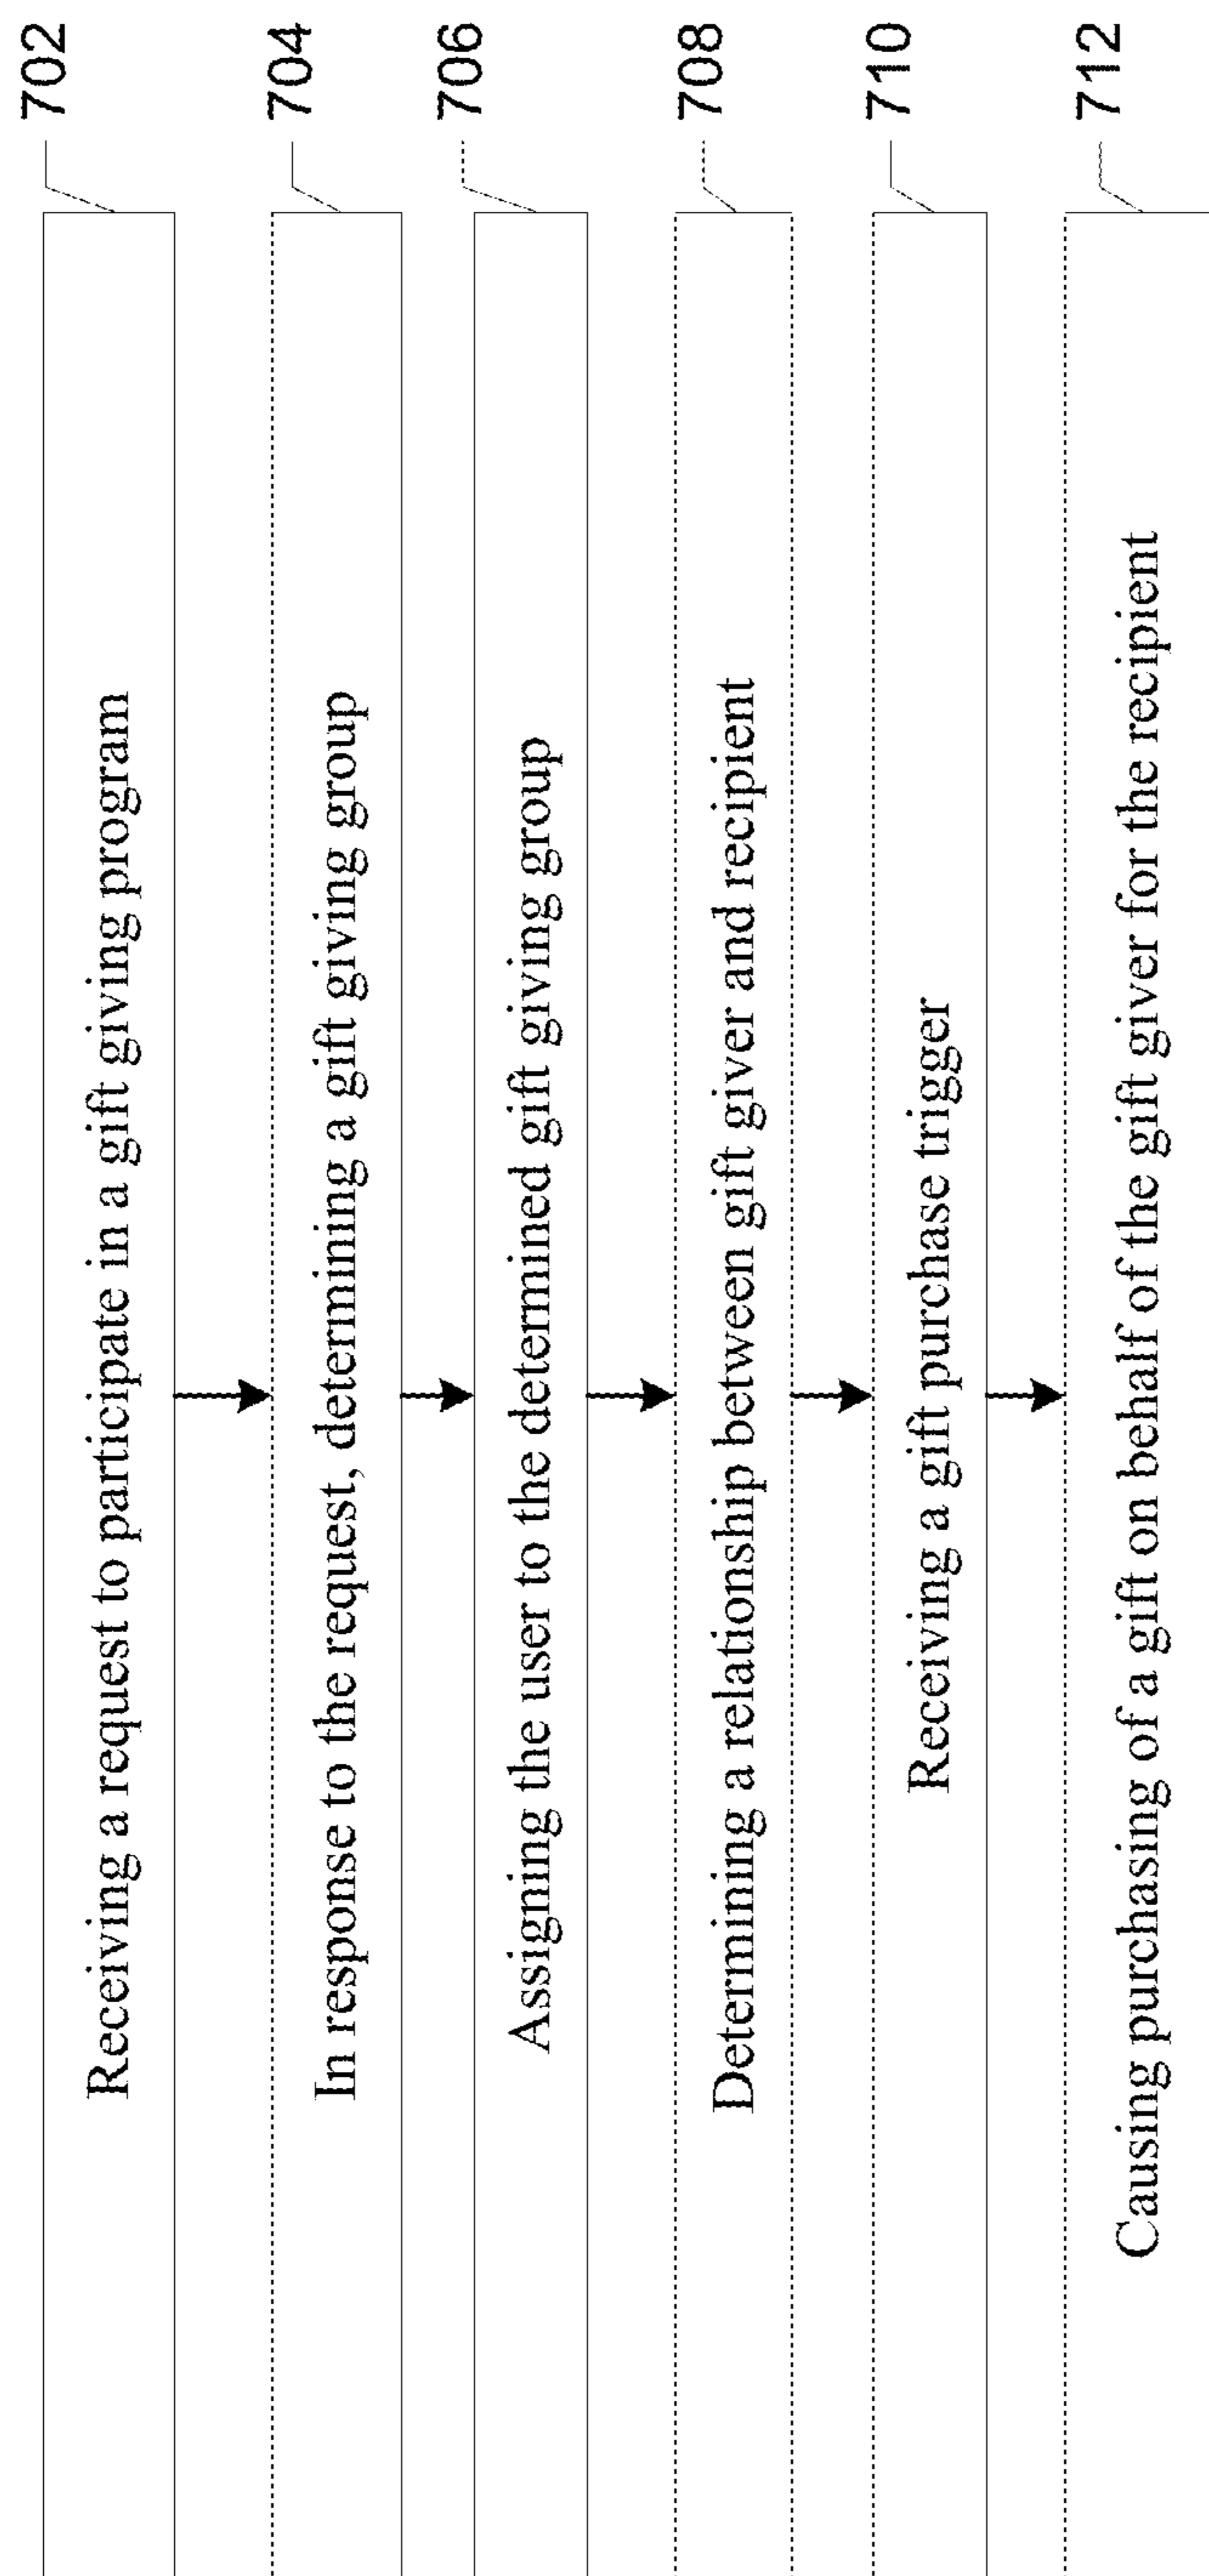 Receiving a request to participate in a gift giving program
702
In response to the request, determining a gift giving group
704
Assigning the user to the determined gift giving group
706
Determining a relationship between gift giver and recipient
708
Receiving a gift purchase trigger
710
Causing purchasing of a gift on behalf of the gift giver for the recipient
712